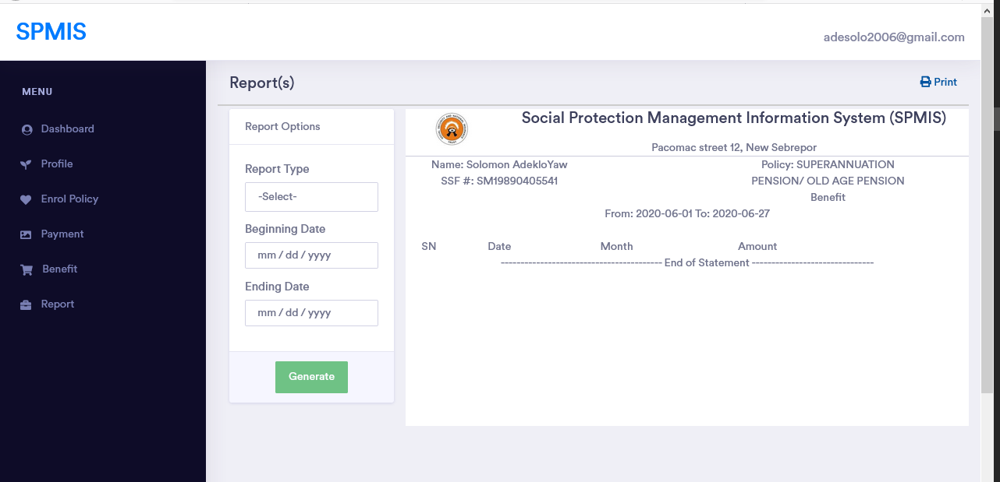 SPMIS
adesolo2006@gmail.com
MENU
Dashboard
Profile
Enrol Policy
Payment
Benefit
Report
Report(s)
Print
Report Options
Report Type
-Select-
Beginning Date
mm / dd / yyyy
Ending Date
mm / dd / yyyy
Generate
Social Protection Management Information System (SPMIS)
Pacomac street 12, New Sebrepor
Name: Solomon AdekloYaw
SSF #: SM19890405541
Policy: SUPERANNUATION
PENSION/ OLD AGE PENSION
Benefit
From: 2020-06-01 To: 2020-06-27
SN Date Month Amount
----------------------------------------- End of Statement -------------------------------